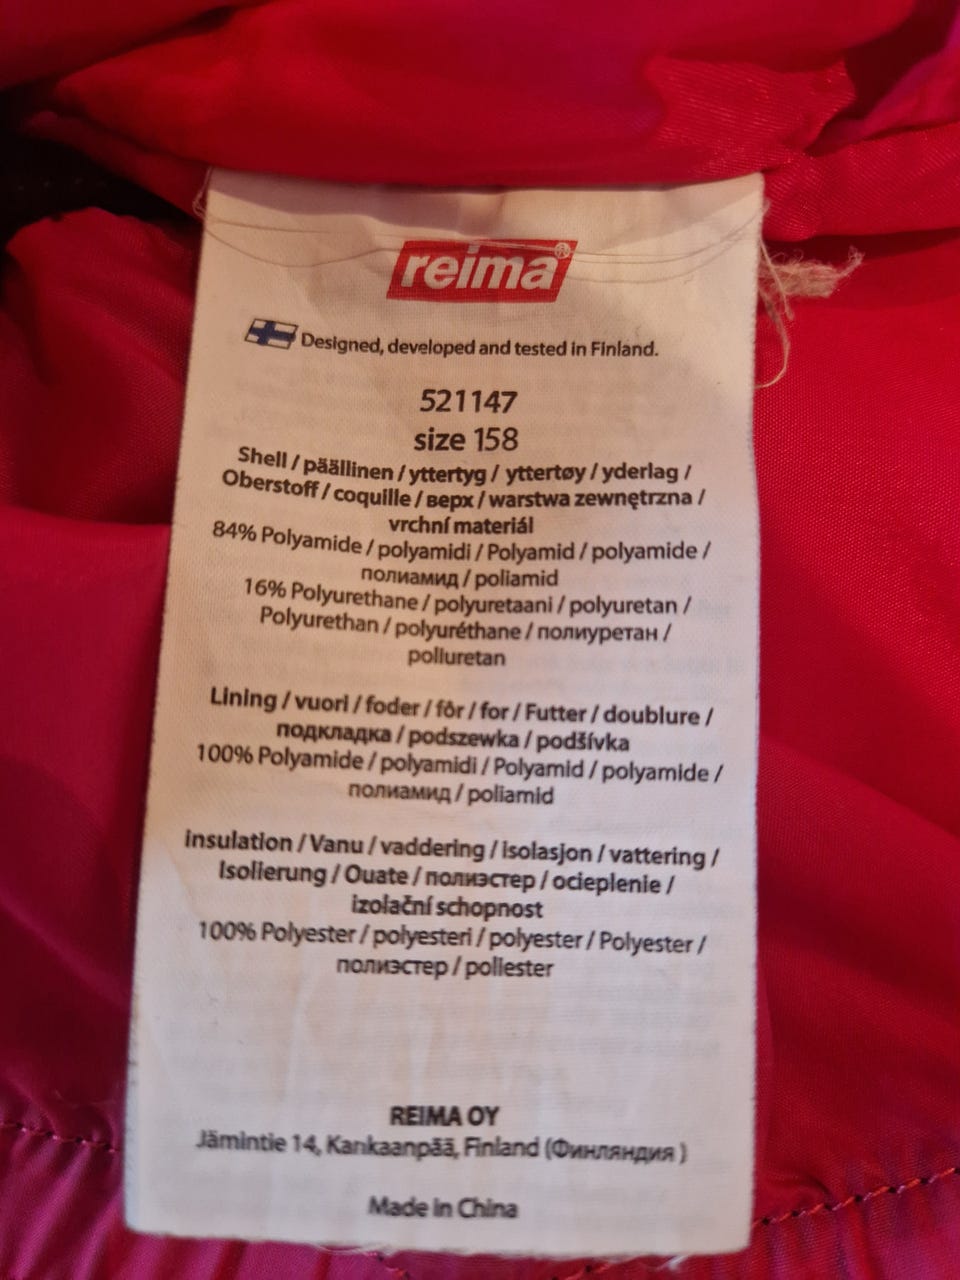 reima®
Designed, developed and tested in Finland.
521147
size 158
Shell / päällinen / yttertyg / yttertøy / yderlag /
Oberstoff / coquille / верх / warstwa zewnętrzna /
vrchní materiál
84% Polyamide / polyamidi / Polyamid / polyamide /
полиамид / poliamid
16% Polyurethane / polyuretaani / polyuretan /
Polyurethan / polyuréthane / полиуретан /
poliuretan
Lining / vuori / foder / fôr / for / Futter / doublure /
подкладка / podszewka / podšívka
100% Polyamide / polyamidi / Polyamid / polyamide /
полиамид / poliamid
insulation / Vanu / vaddering / isolasjon / vattering /
Isolierung / Ouate / полиэстер / ocieplenie /
izolační schopnost
100% Polyester / polyesteri / polyester / Polyester /
полиэстер / poliester
REIMA OY
Jämintie 14, Kankaanpää, Finland (Финляндия )
Made in China